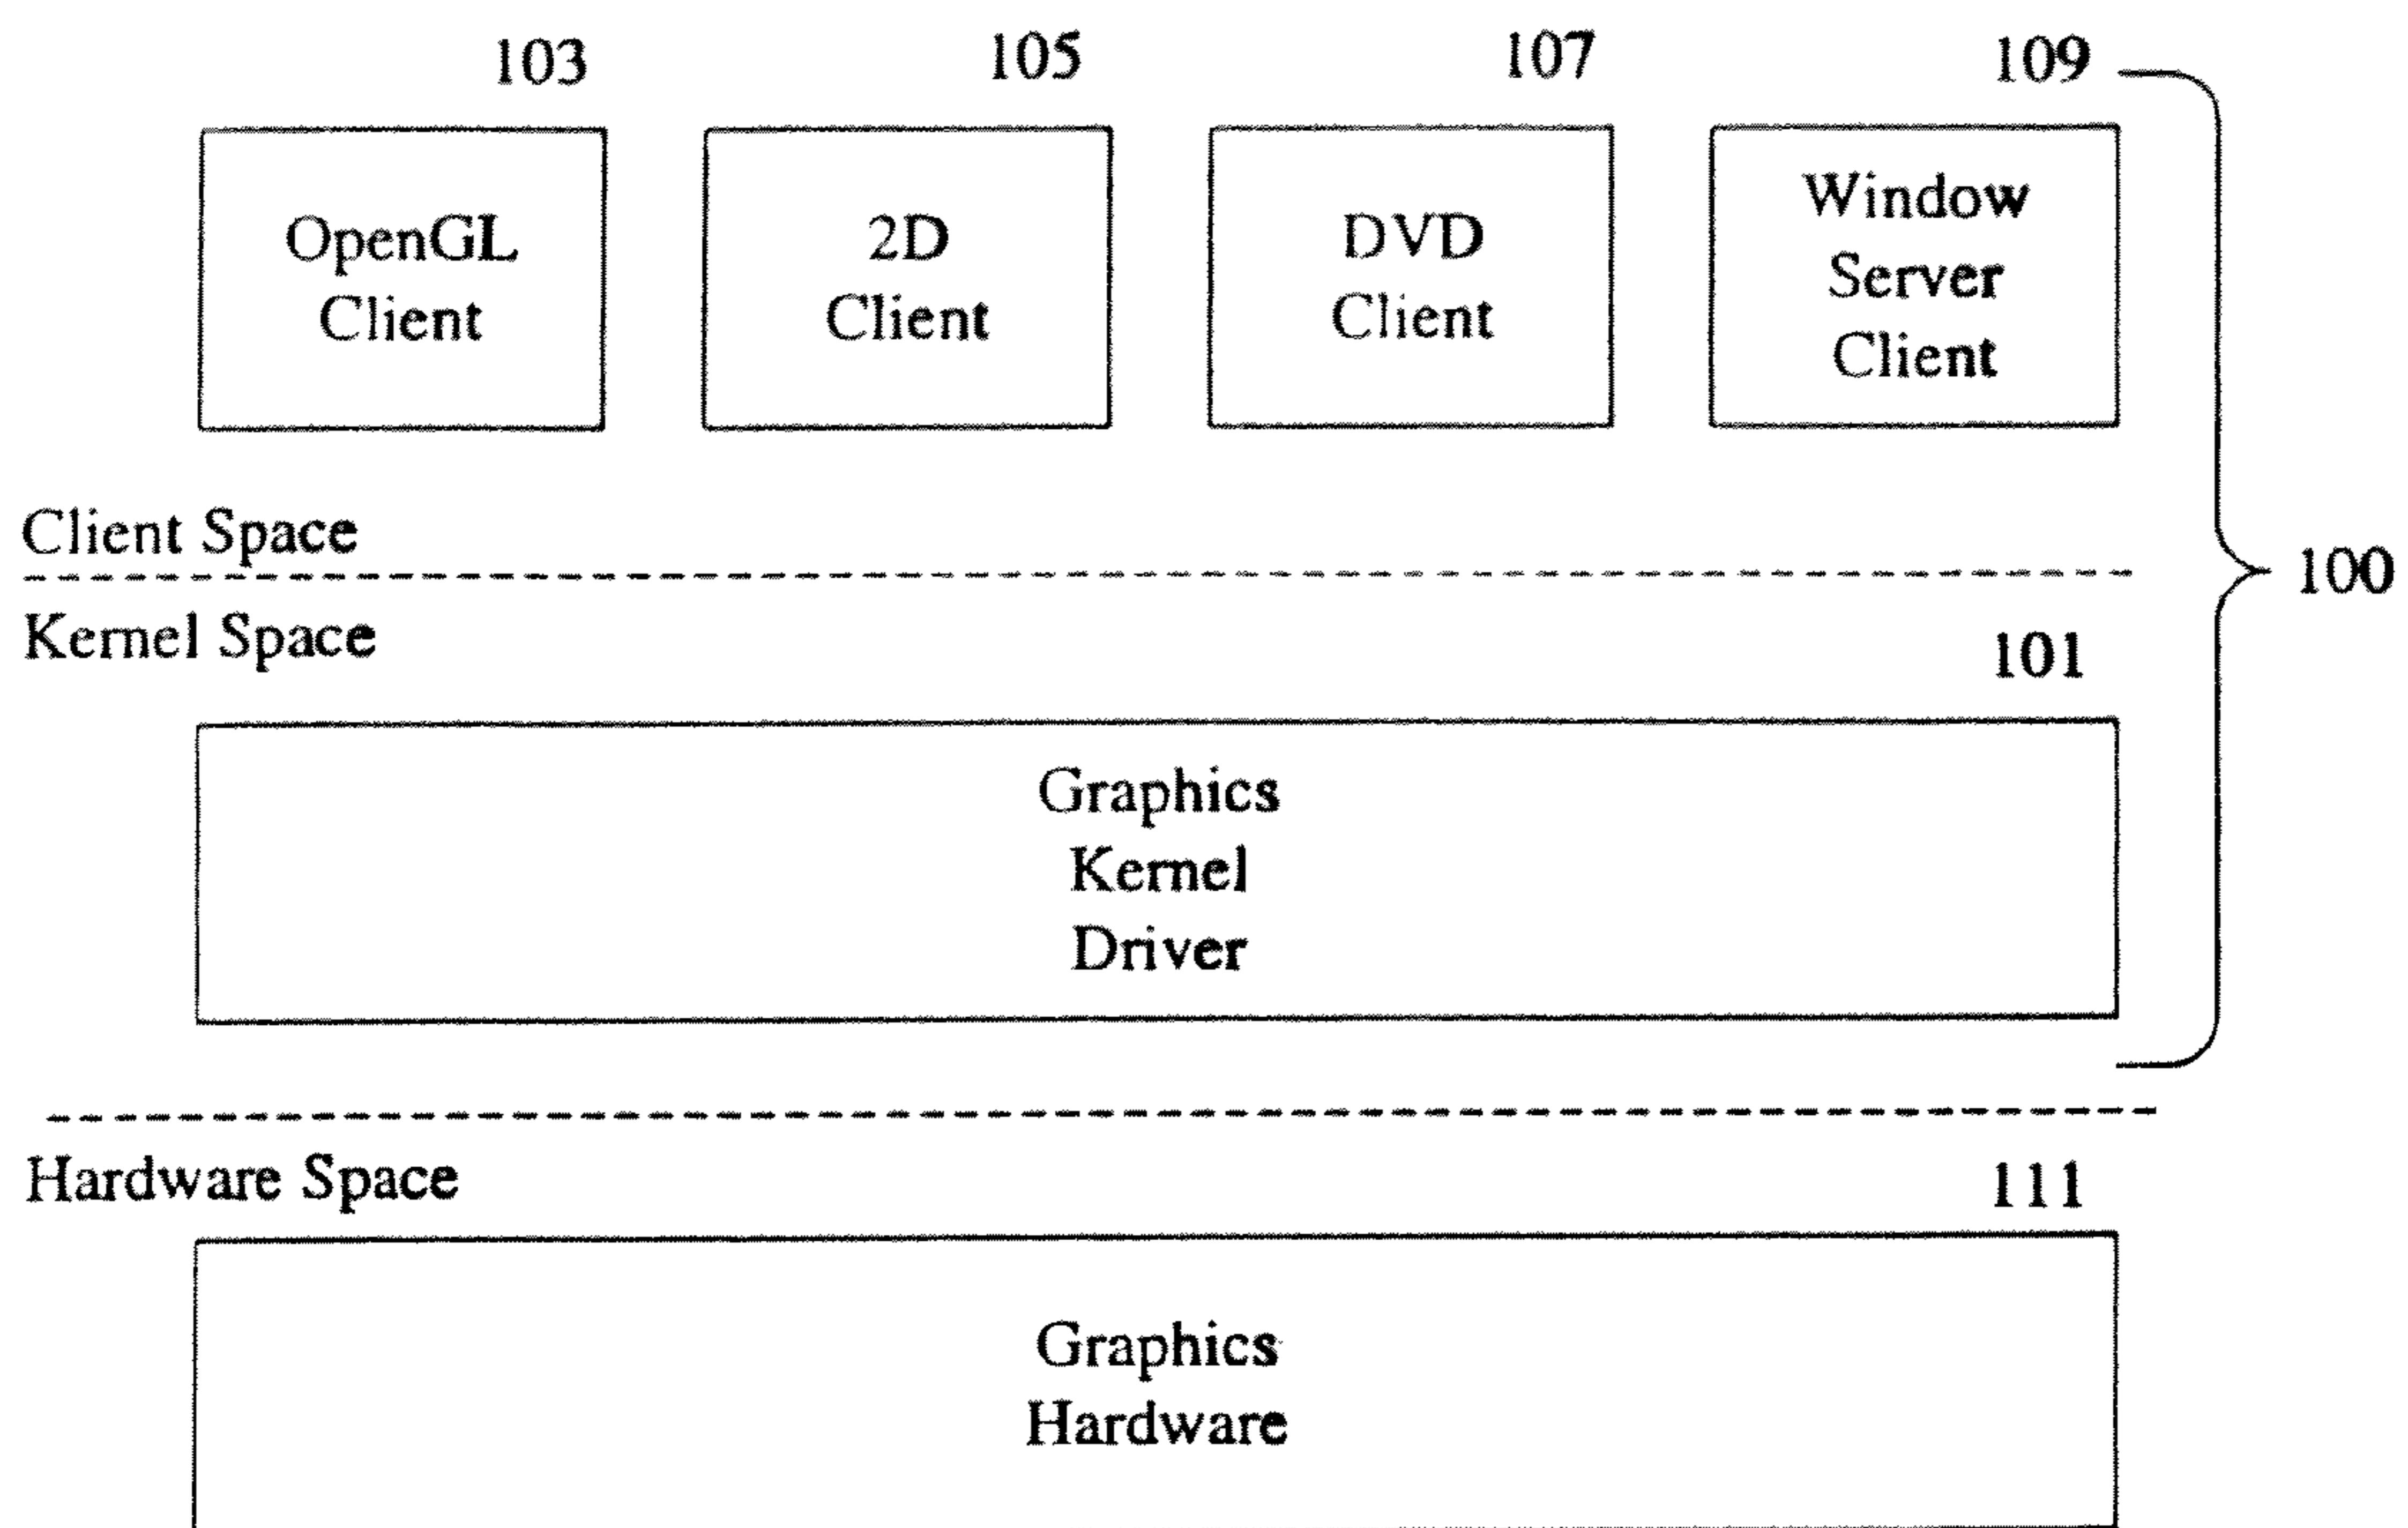 103
105
107
109
OpenGL
Client
2D
Client
DVD
Client
Window
Server
Client
Client Space
100
Kernel Space
101
Graphics
Kernel
Driver
Hardware Space
111
Graphics
Hardware